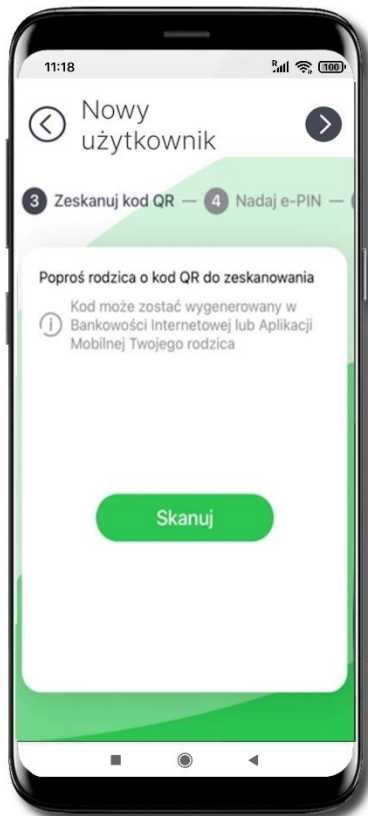 11:18
R
100
Nowy
użytkownik
3 Zeskanuj kod QR — 4 Nadaj e-PIN —
Poproś rodzica o kod QR do zeskanowania
Kod może zostać wygenerowany w
Bankowości Internetowej lub Aplikacji
Mobilnej Twojego rodzica
Skanuj